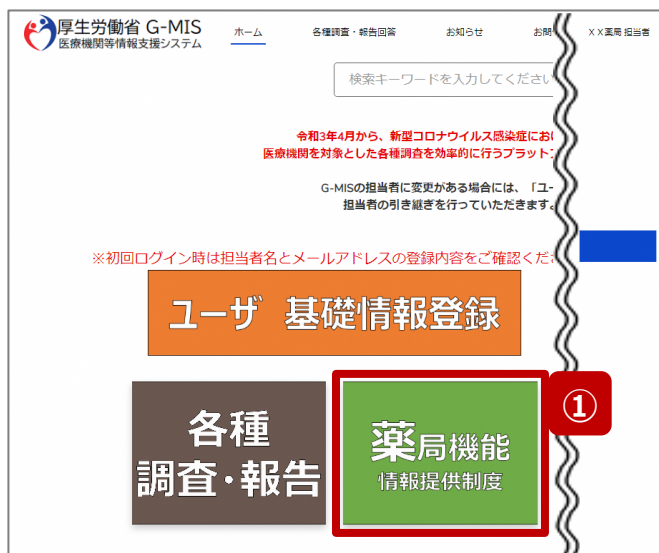 厚生労働省 G-MIS
医療機関等情報支援システム
ホーム 各種調査・報告回答 お知らせ お問 XX薬局 担当者
検索キーワードを入力してください
令和3年4月から、新型コロナウイルス感染症にお
医療機関を対象とした各種調査を効率的に行うプラット
G-MISの担当者に変更がある場合には、「ユー
担当者の引き継ぎを行っていただきます。
※初回ログイン時は担当者名とメールアドレスの登録内容をご確認くだ
ユーザ 基礎情報登録
各種
調査・報告
薬局機能
情報提供制度
①